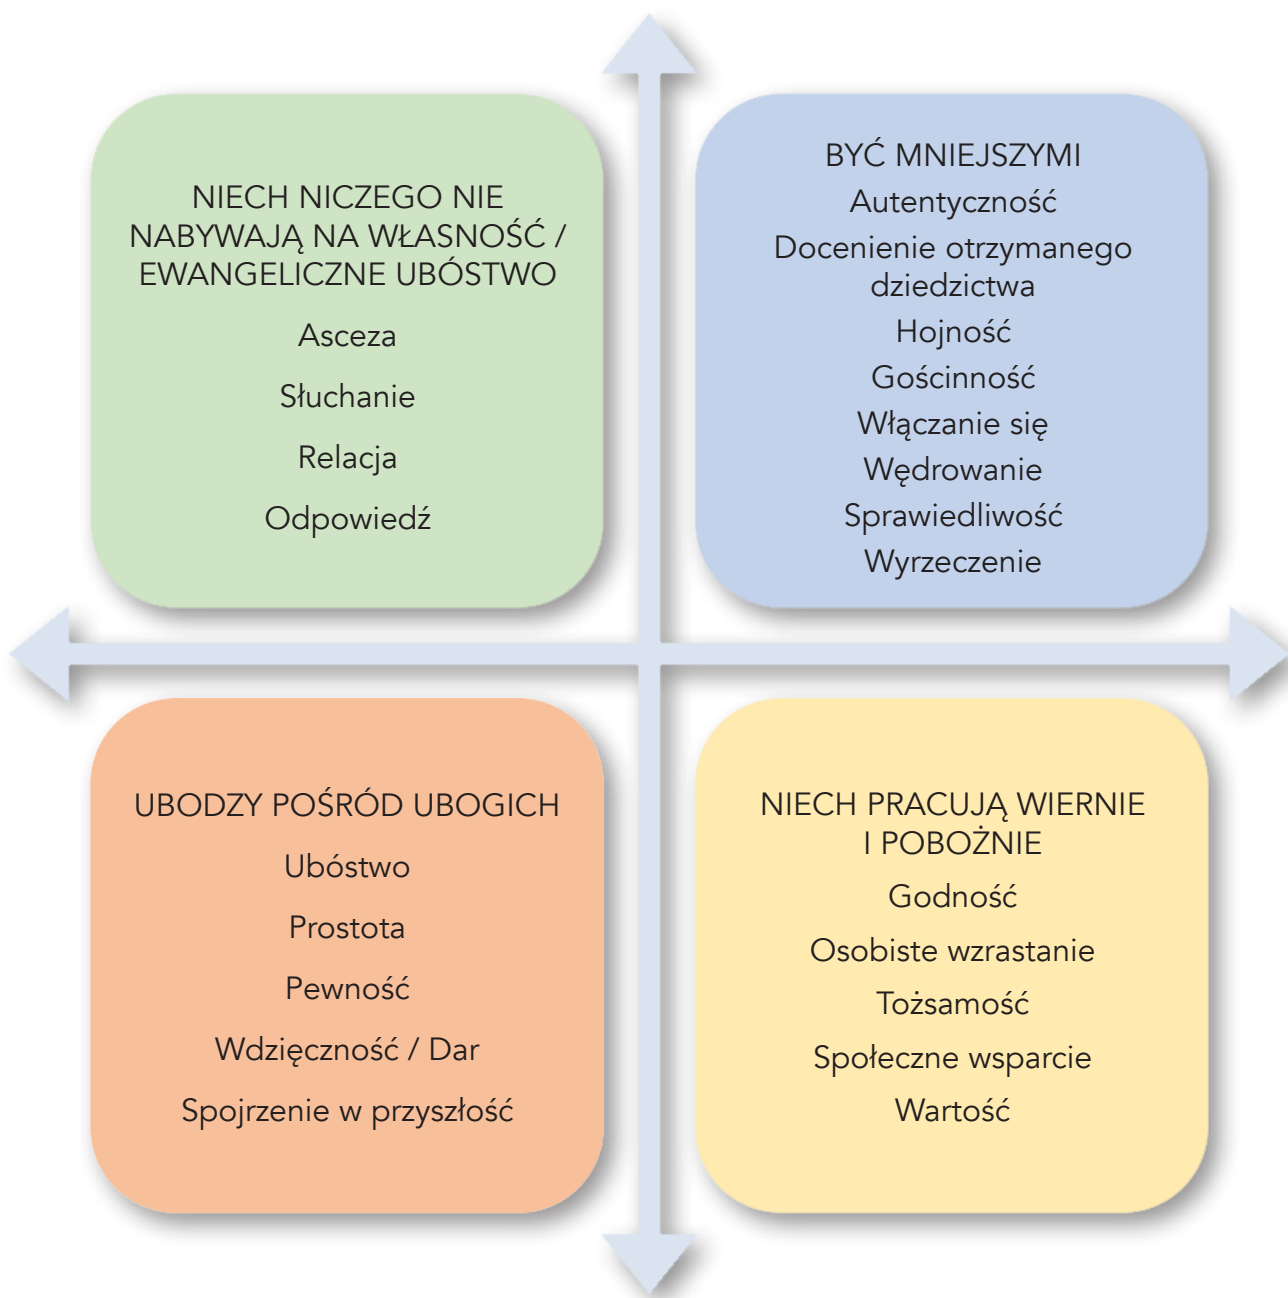 NIECH NICZEGO NIE
NABYWAJĄ NA WŁASNOŚĆ /
EWANGELICZNE UBÓSTWO
Asceza
Słuchanie
Relacja
Odpowiedź
BYĆ MNIEJSZYMI
Autentyczność
Docenienie otrzymanego
dziedzictwa
Hojność
Gościnność
Włączanie się
Wędrowanie
Sprawiedliwość
Wyrzeczenie
UBODZY POŚRÓD UBOGICH
Ubóstwo
Prostota
Pewność
Wdzięczność / Dar
Spojrzenie w przyszłość
NIECH PRACUJĄ WIERNIE
I POBOŻNIE
Godność
Osobiste wzrastanie
Tożsamość
Społeczne wsparcie
Wartość